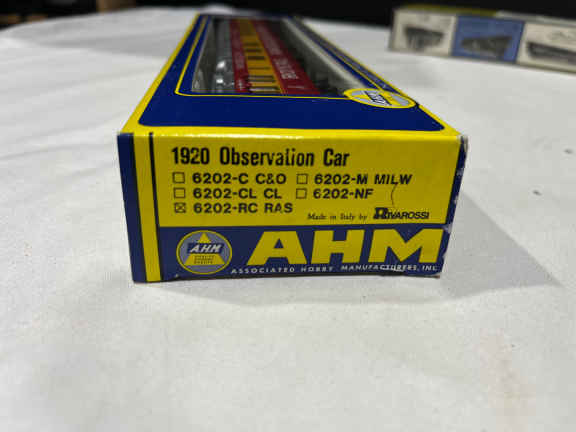 1920 Observation Car
6202-C C&O 6202-M MILW
6202-CL CL 6202-NF
☒ 6202-RC RAS
Made in Italy by RIVAROSSI
AHM
AHM
ASSOCIATED HOBBY MANUFACTURERS, INC.